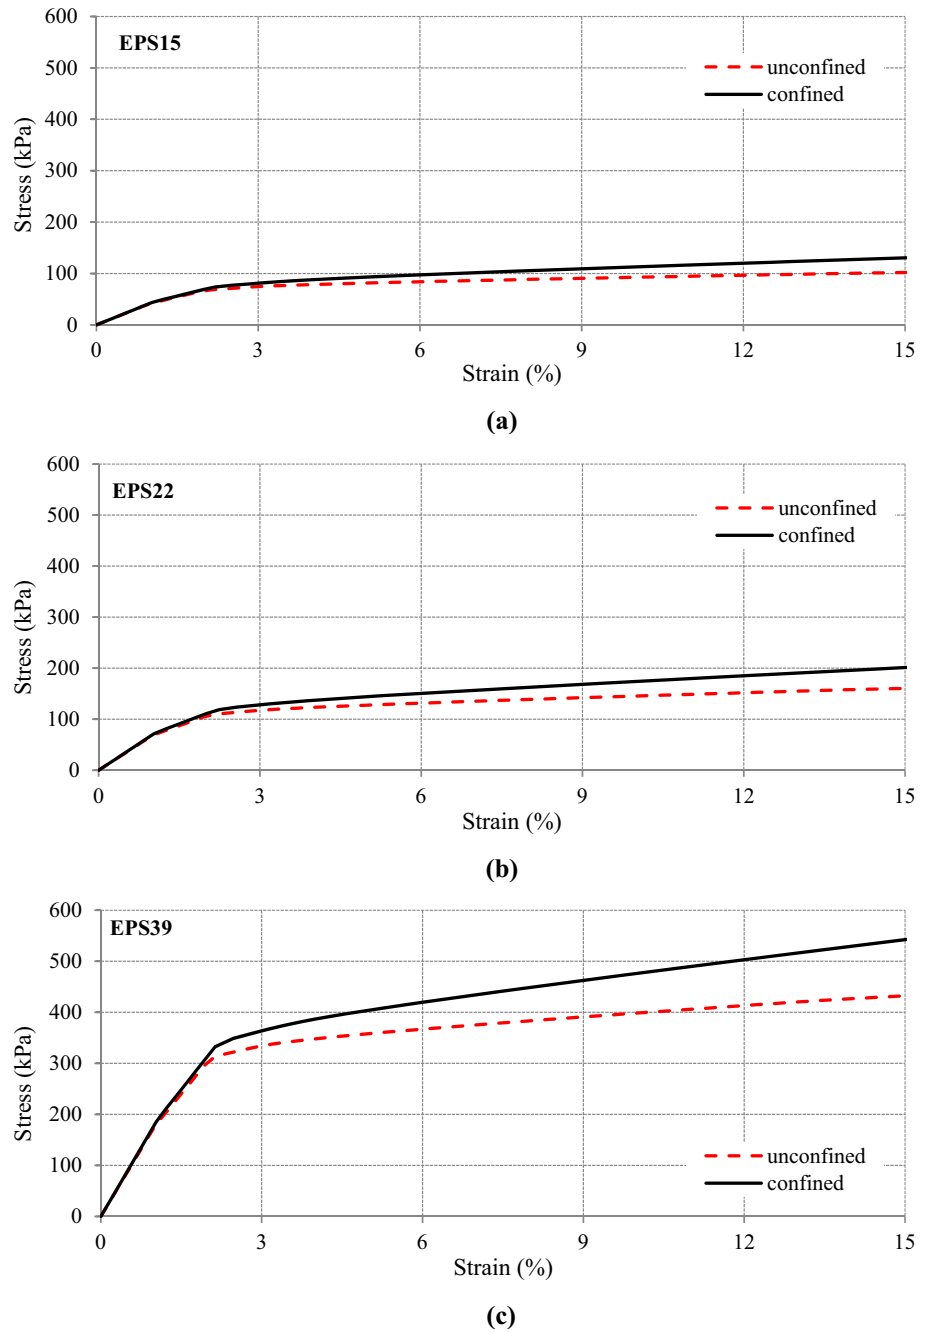 600
EPS15
500
unconfined
confined
400
300
200
100
0
Stress (kPa)
0 3 6 9 12 15
Strain (%)
(a)
600
EPS22
500
unconfined
confined
400
300
200
100
0
Stress (kPa)
0 3 6 9 12 15
Strain (%)
(b)
600
EPS39
500
400
300
200
100
0
Stress (kPa)
unconfined
confined
0 3 6 9 12 15
Strain (%)
(c)